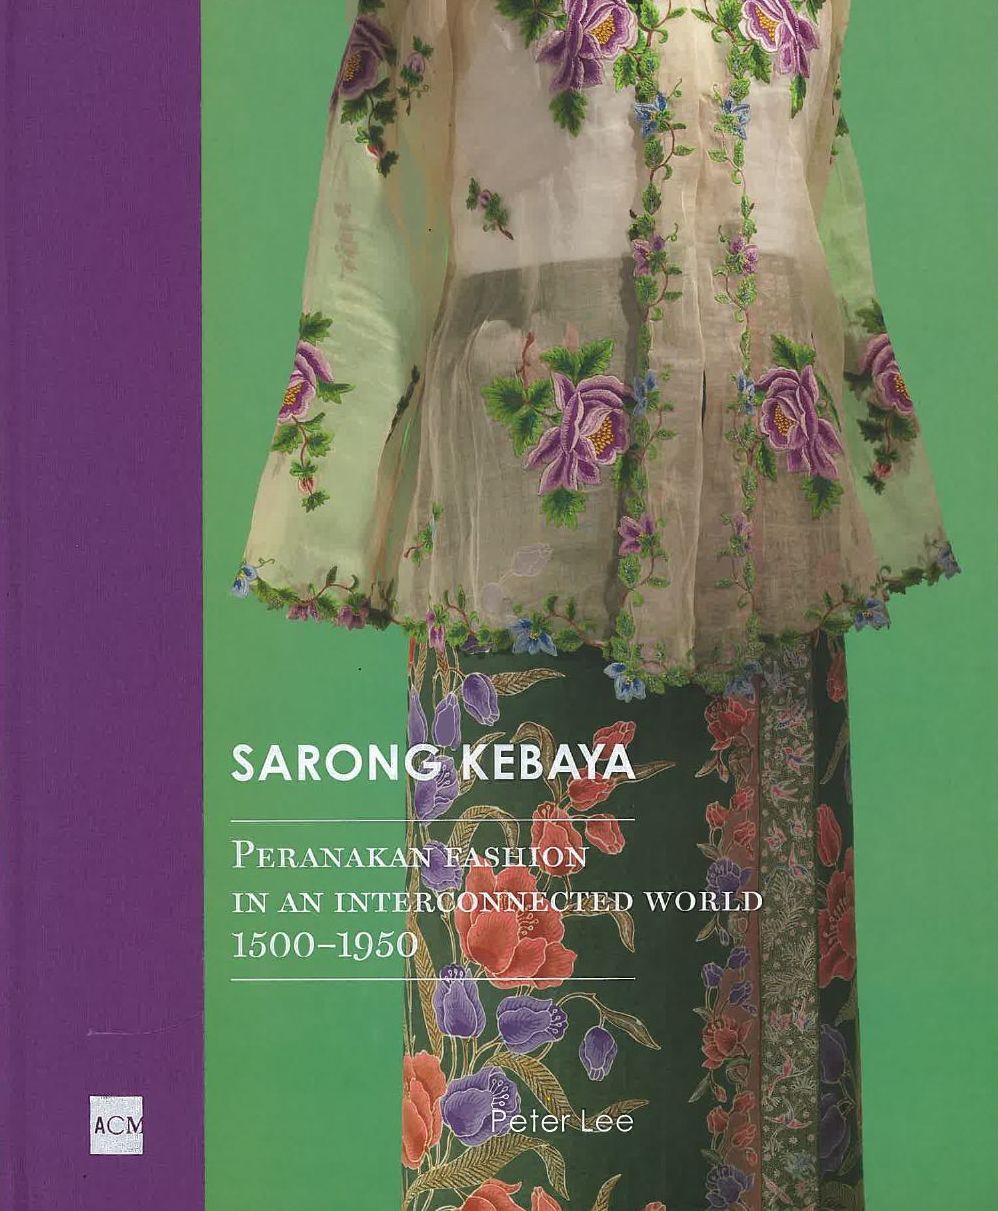 SARONG KEBAYA
PERANAKAN FASHION
IN AN INTERCONNECTED WORLD
1500–1950
Peter Lee
ACM